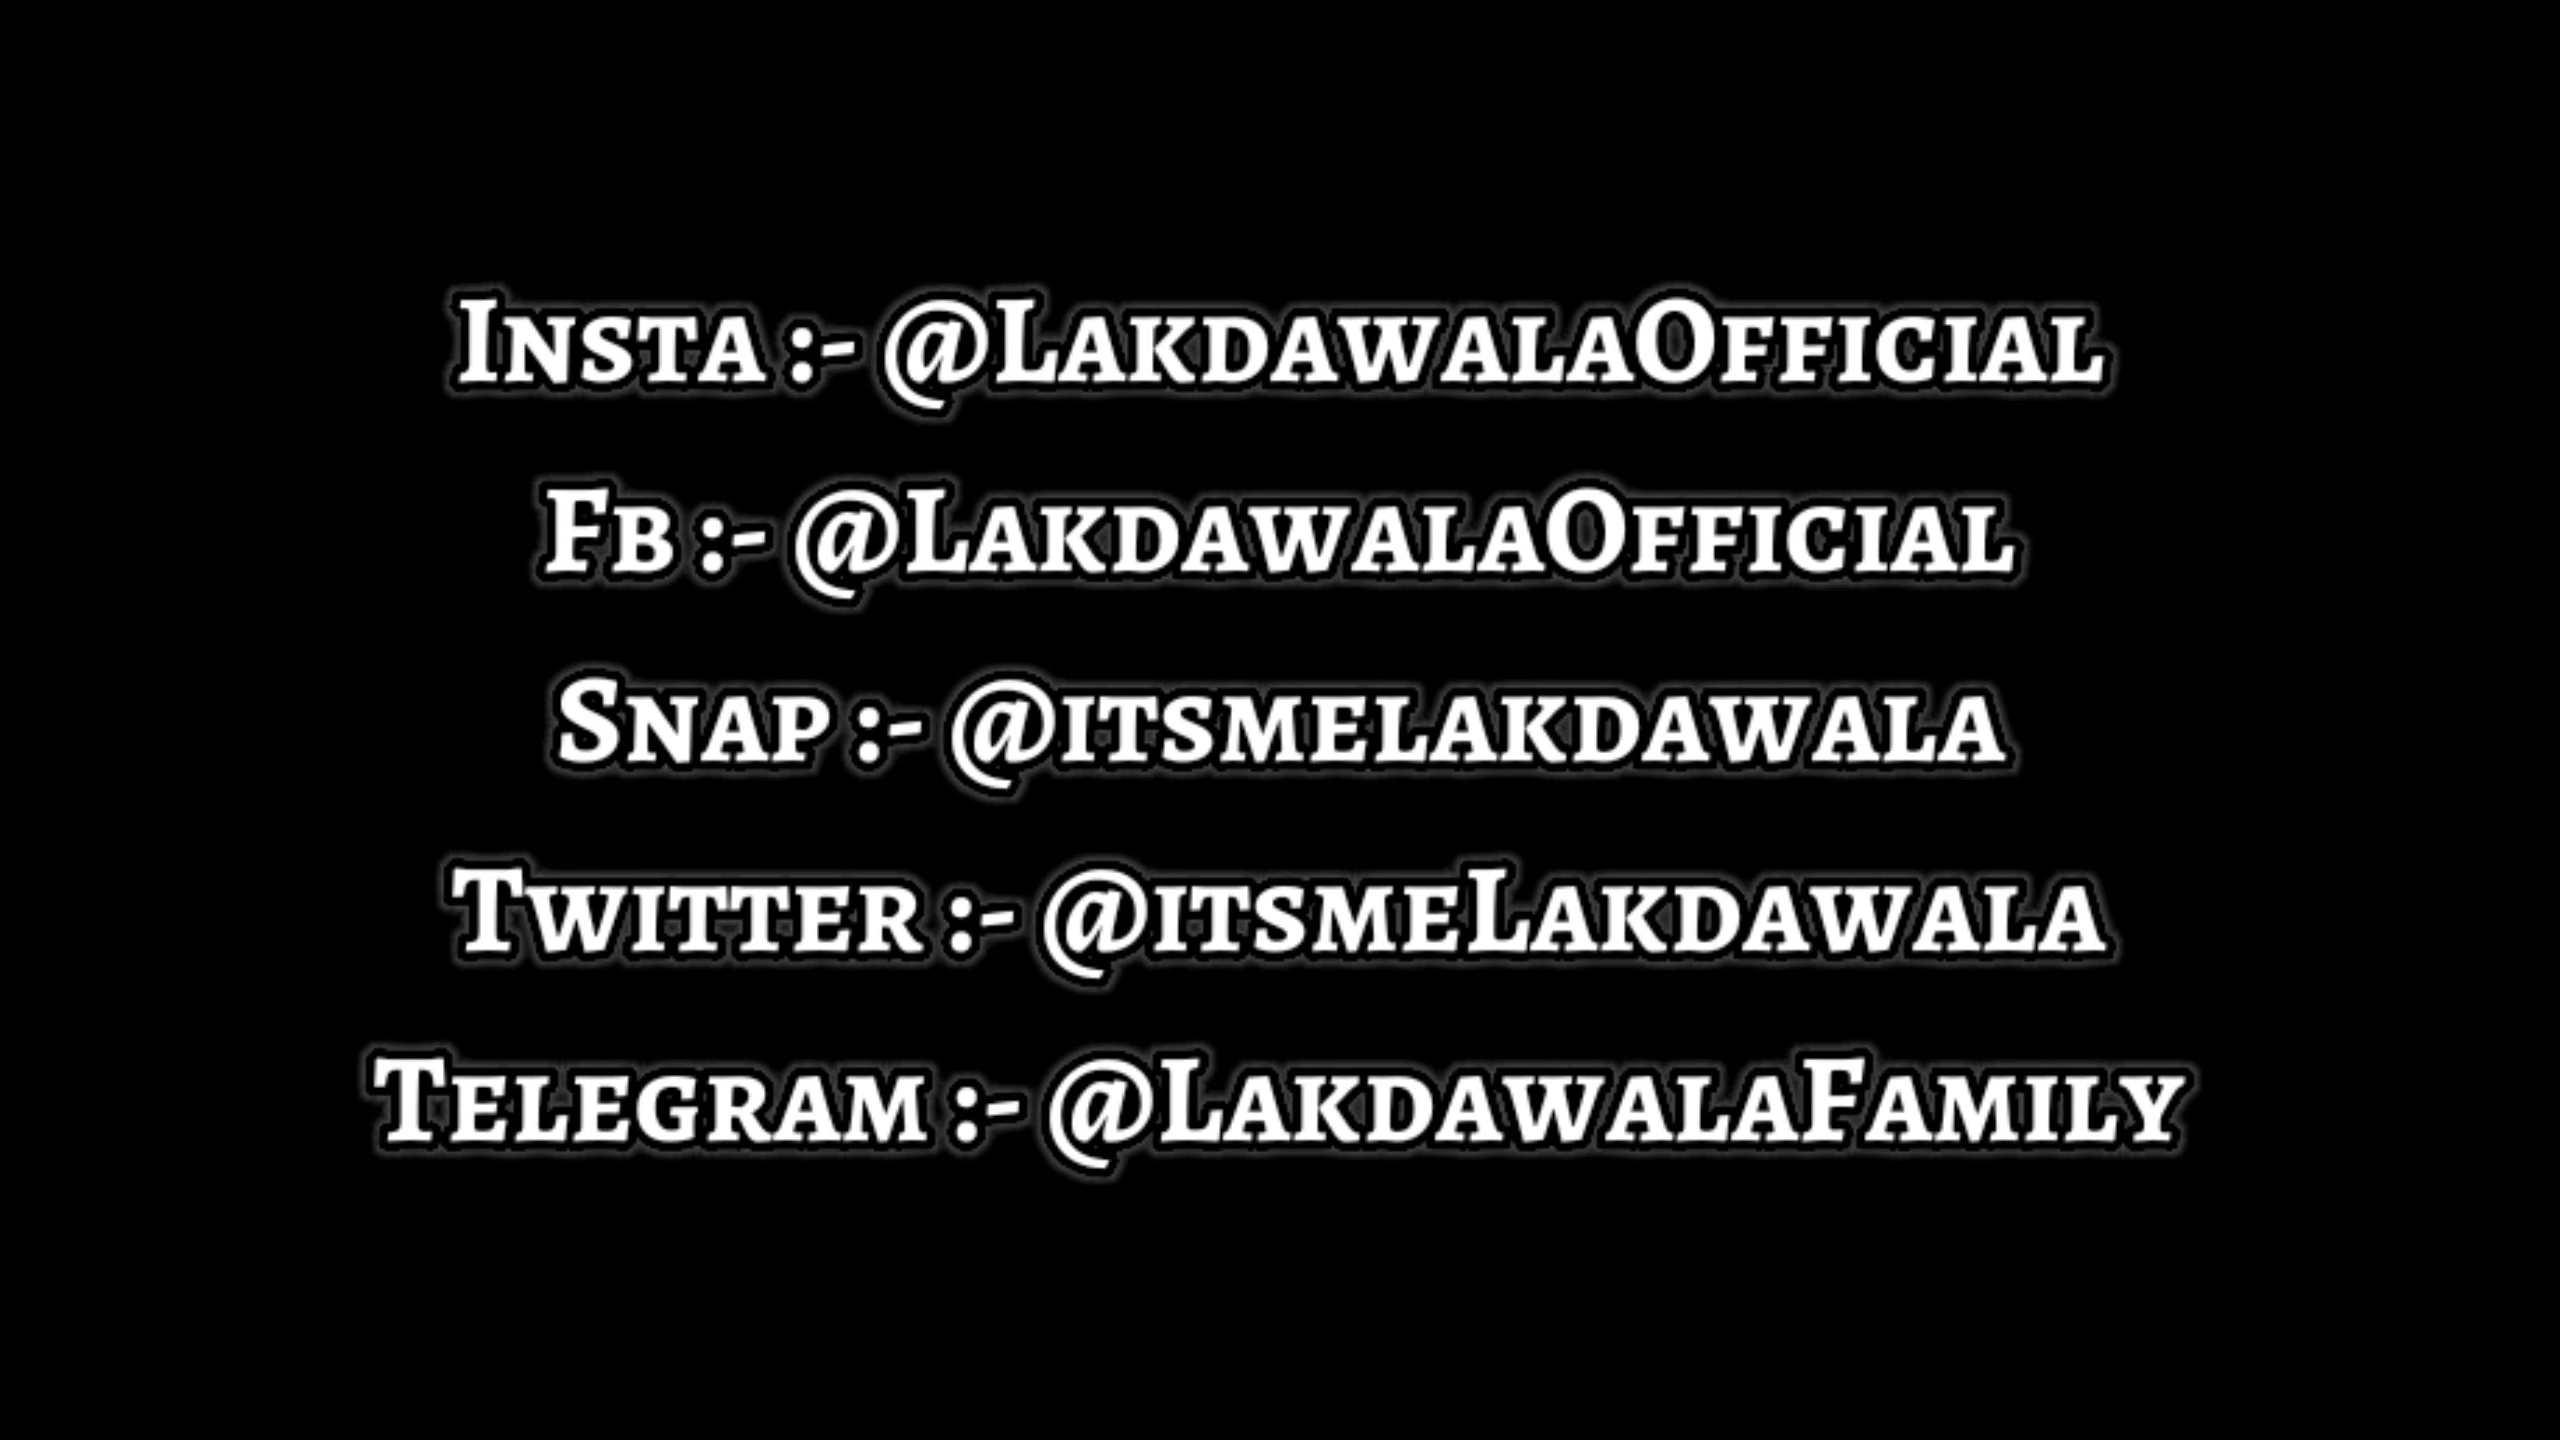 Insta :- @LakdawalaOfficial
Fb :- @LakdawalaOfficial
Snap :- @itsmelakdawala
Twitter :- @itsmeLakdawala
Telegram :- @LakdawalaFamily